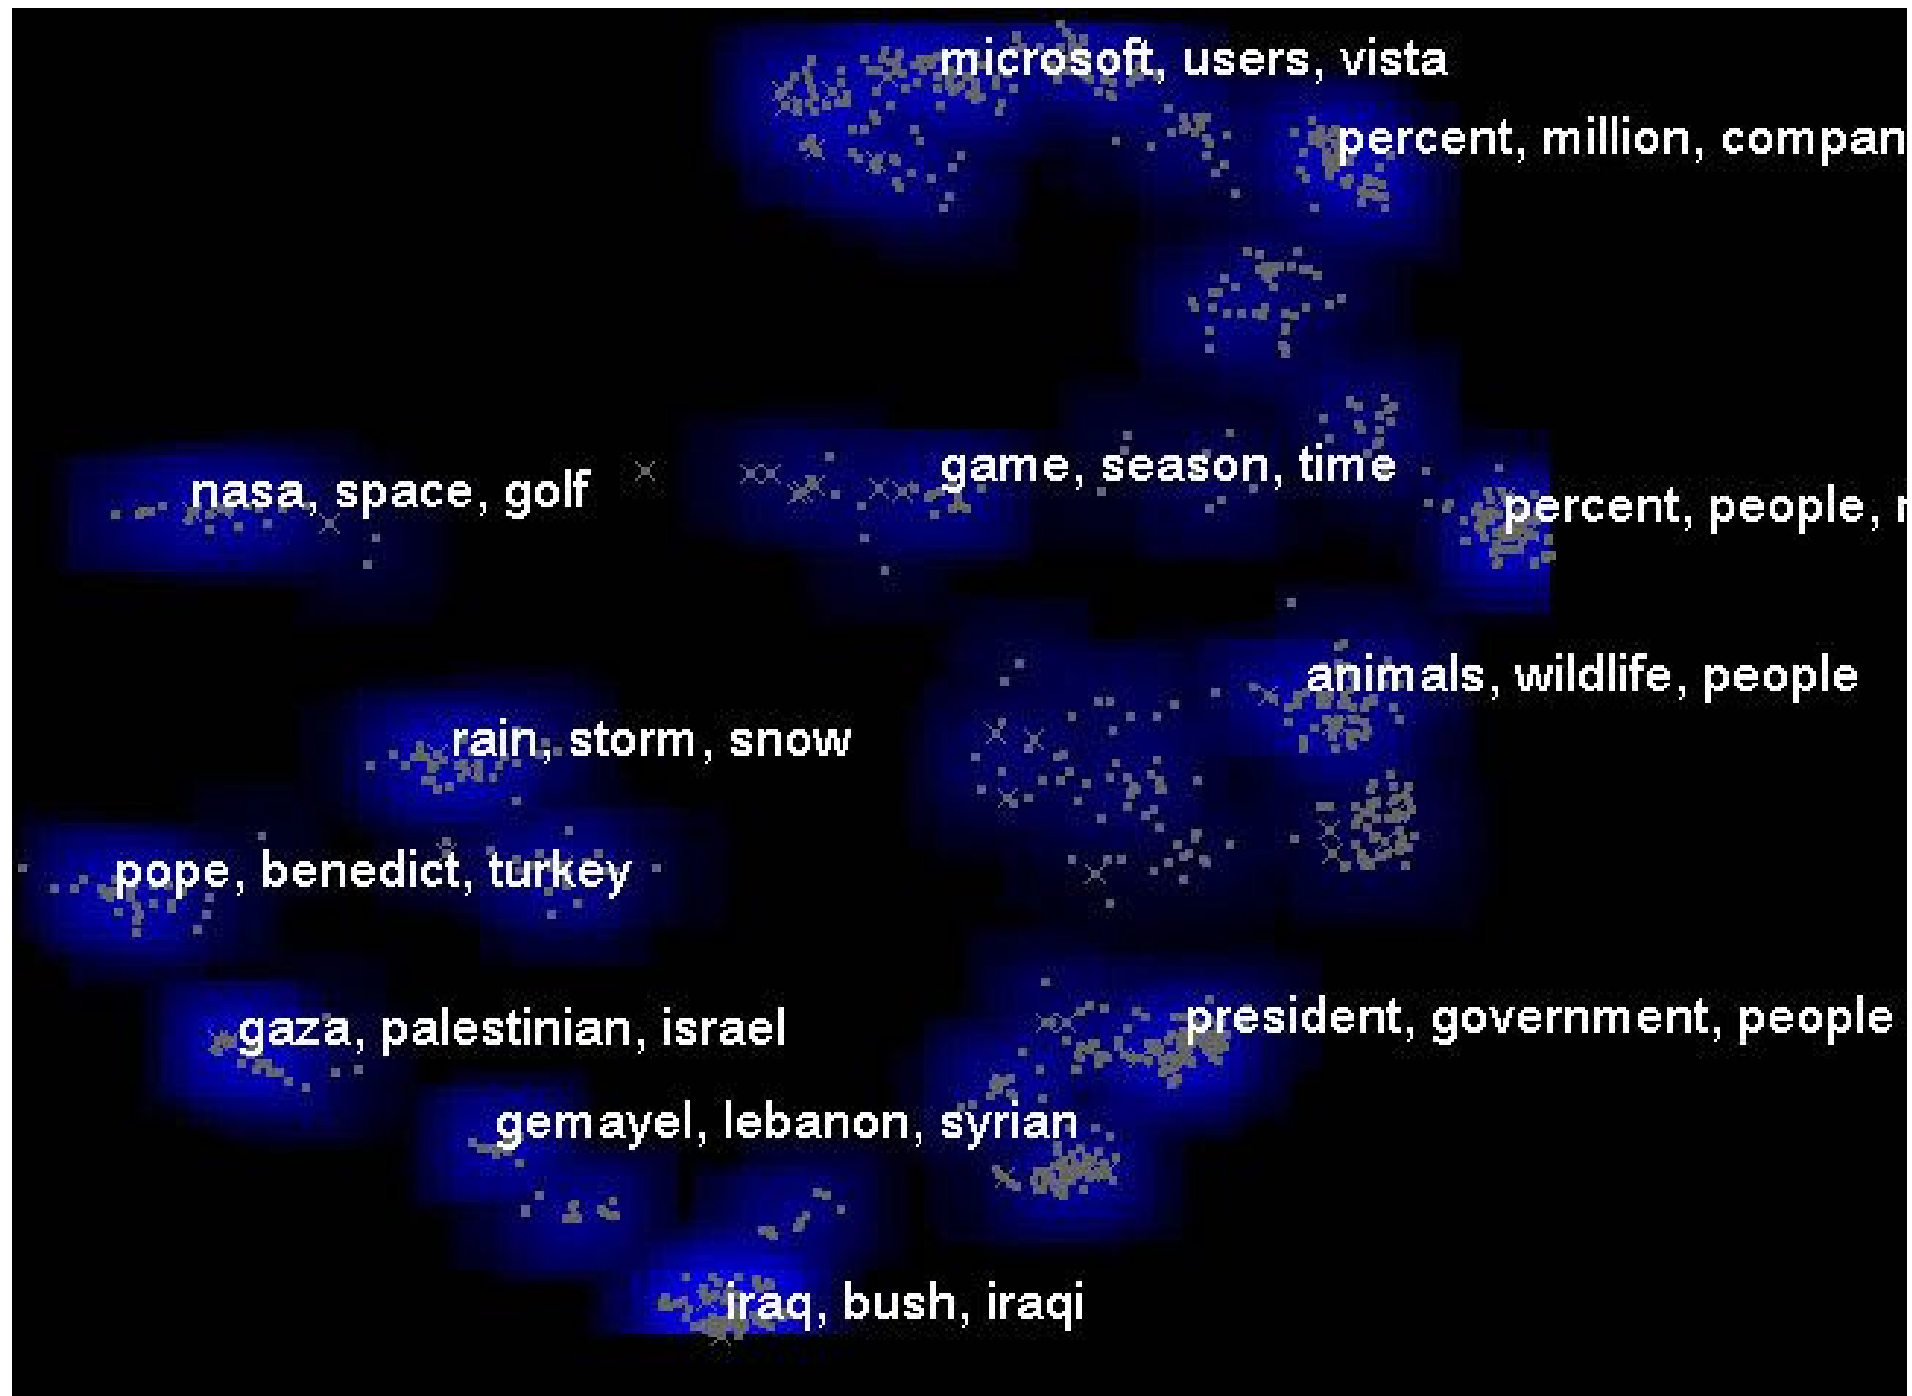 microsoft, users, vista
percent, million, compan
game, season, time
nasa, space, golf
percent, people, r
animals, wildlife, people
rain, storm, snow
pope, benedict, turkey
president, government, people
gaza, palestinian, israel
gemayel, lebanon, syrian
iraq, bush, iraqi